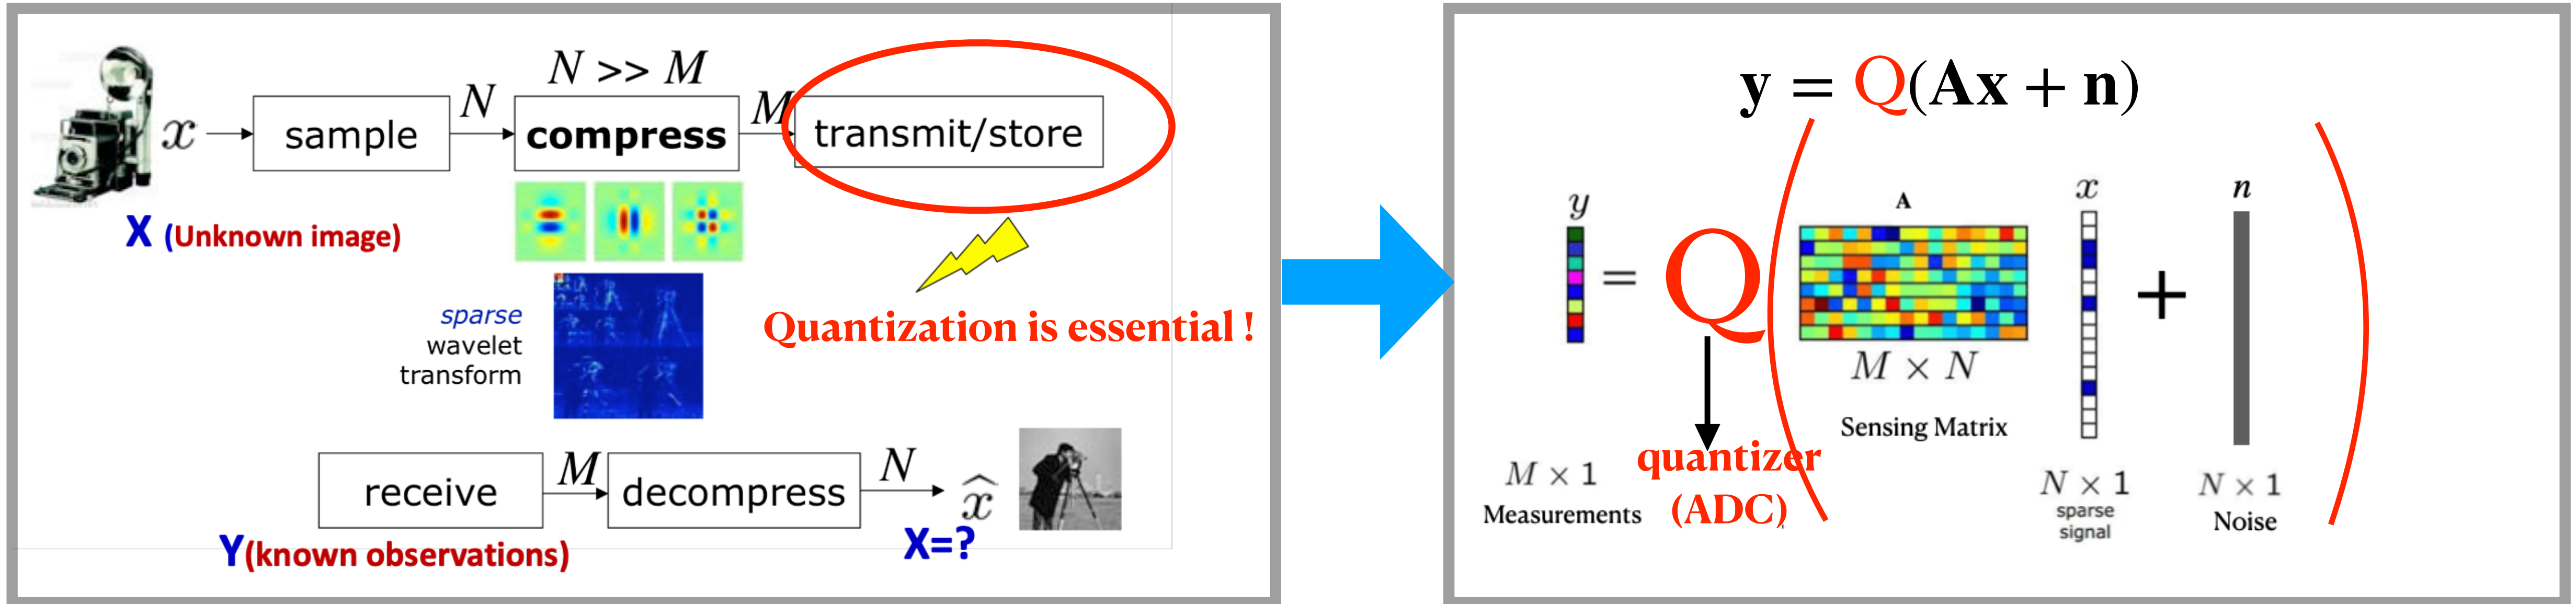 N >> M
x
sample
N
compress
M
transmit/store
X (Unknown image)
Quantization is essential !
sparse
wavelet
transform
receive
M
decompress
N
x̂
Y(known observations)
X=?
y = Q(Ax + n)
y
=
Q
A
x
+
n
M × N
Sensing Matrix
quantizer
(ADC)
M × 1
Measurements
N × 1
sparse
signal
N × 1
Noise